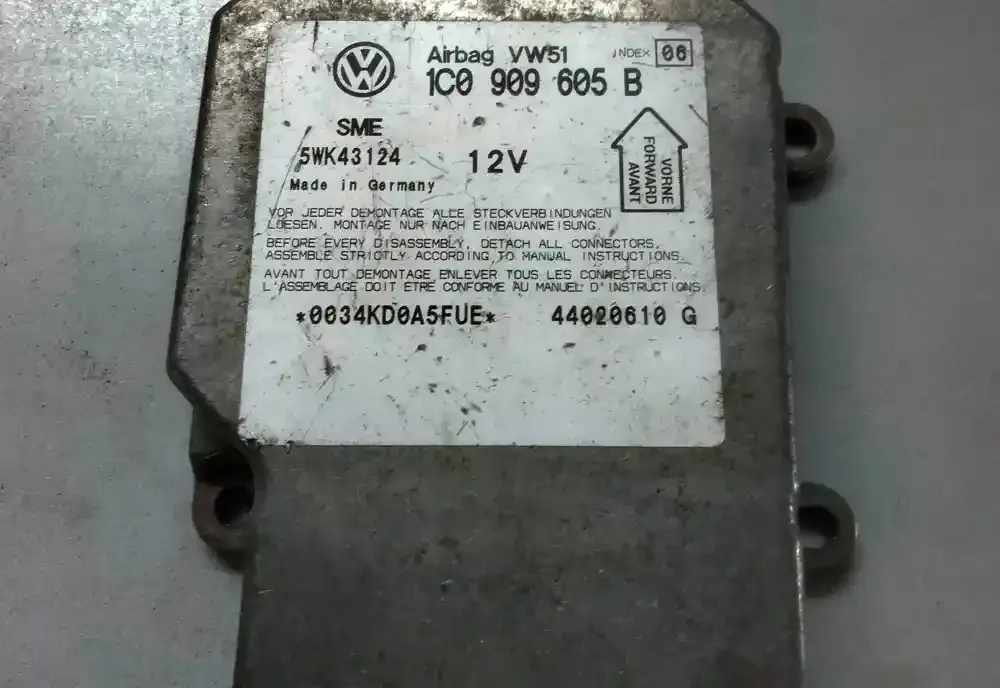 Airbag VW51 INDEX 06
1C0 909 605 B
SME
5WK43124 12V
Made in Germany
VORNE
FORWARD
AVANT
VOR JEDER DEMONTAGE ALLE STECKVERBINDUNGEN
LOESEN. MONTAGE NUR NACH EINBAUANWEISUNG.
BEFORE EVERY DISASSEMBLY, DETACH ALL CONNECTORS,
ASSEMBLE STRICTLY ACCORDING TO MANUAL INSTRUCTIONS.
AVANT TOUT DEMONTAGE ENLEVER TOUS LES CONNECTEURS.
L'ASSEMBLAGE DOIT ETRE CONFORME AU MANUEL D'INSTRUCTIONS.
*0034KD0A5FUE* 44020610 G